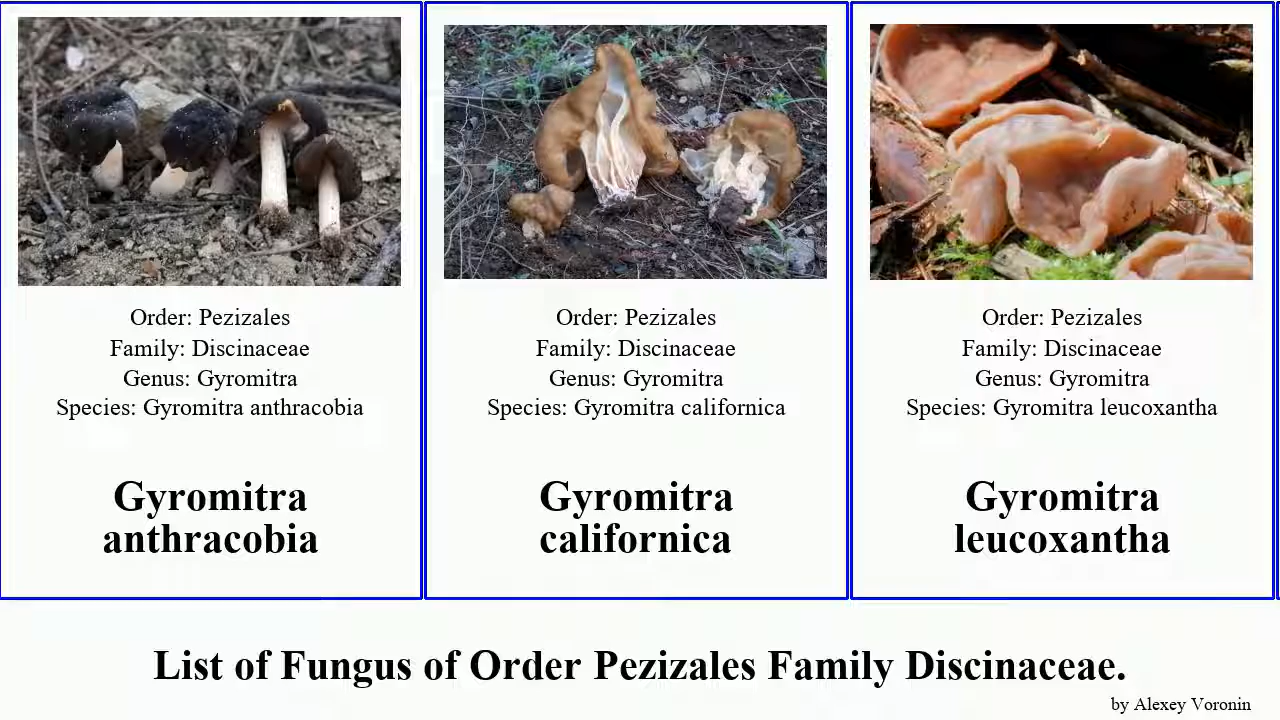 Order: Pezizales
Family: Discinaceae
Genus: Gyromitra
Species: Gyromitra anthracobia
Gyromitra
anthracobia
Order: Pezizales
Family: Discinaceae
Genus: Gyromitra
Species: Gyromitra californica
Gyromitra
californica
Order: Pezizales
Family: Discinaceae
Genus: Gyromitra
Species: Gyromitra leucoxantha
Gyromitra
leucoxantha
List of Fungus of Order Pezizales Family Discinaceae.
by Alexey Voronin